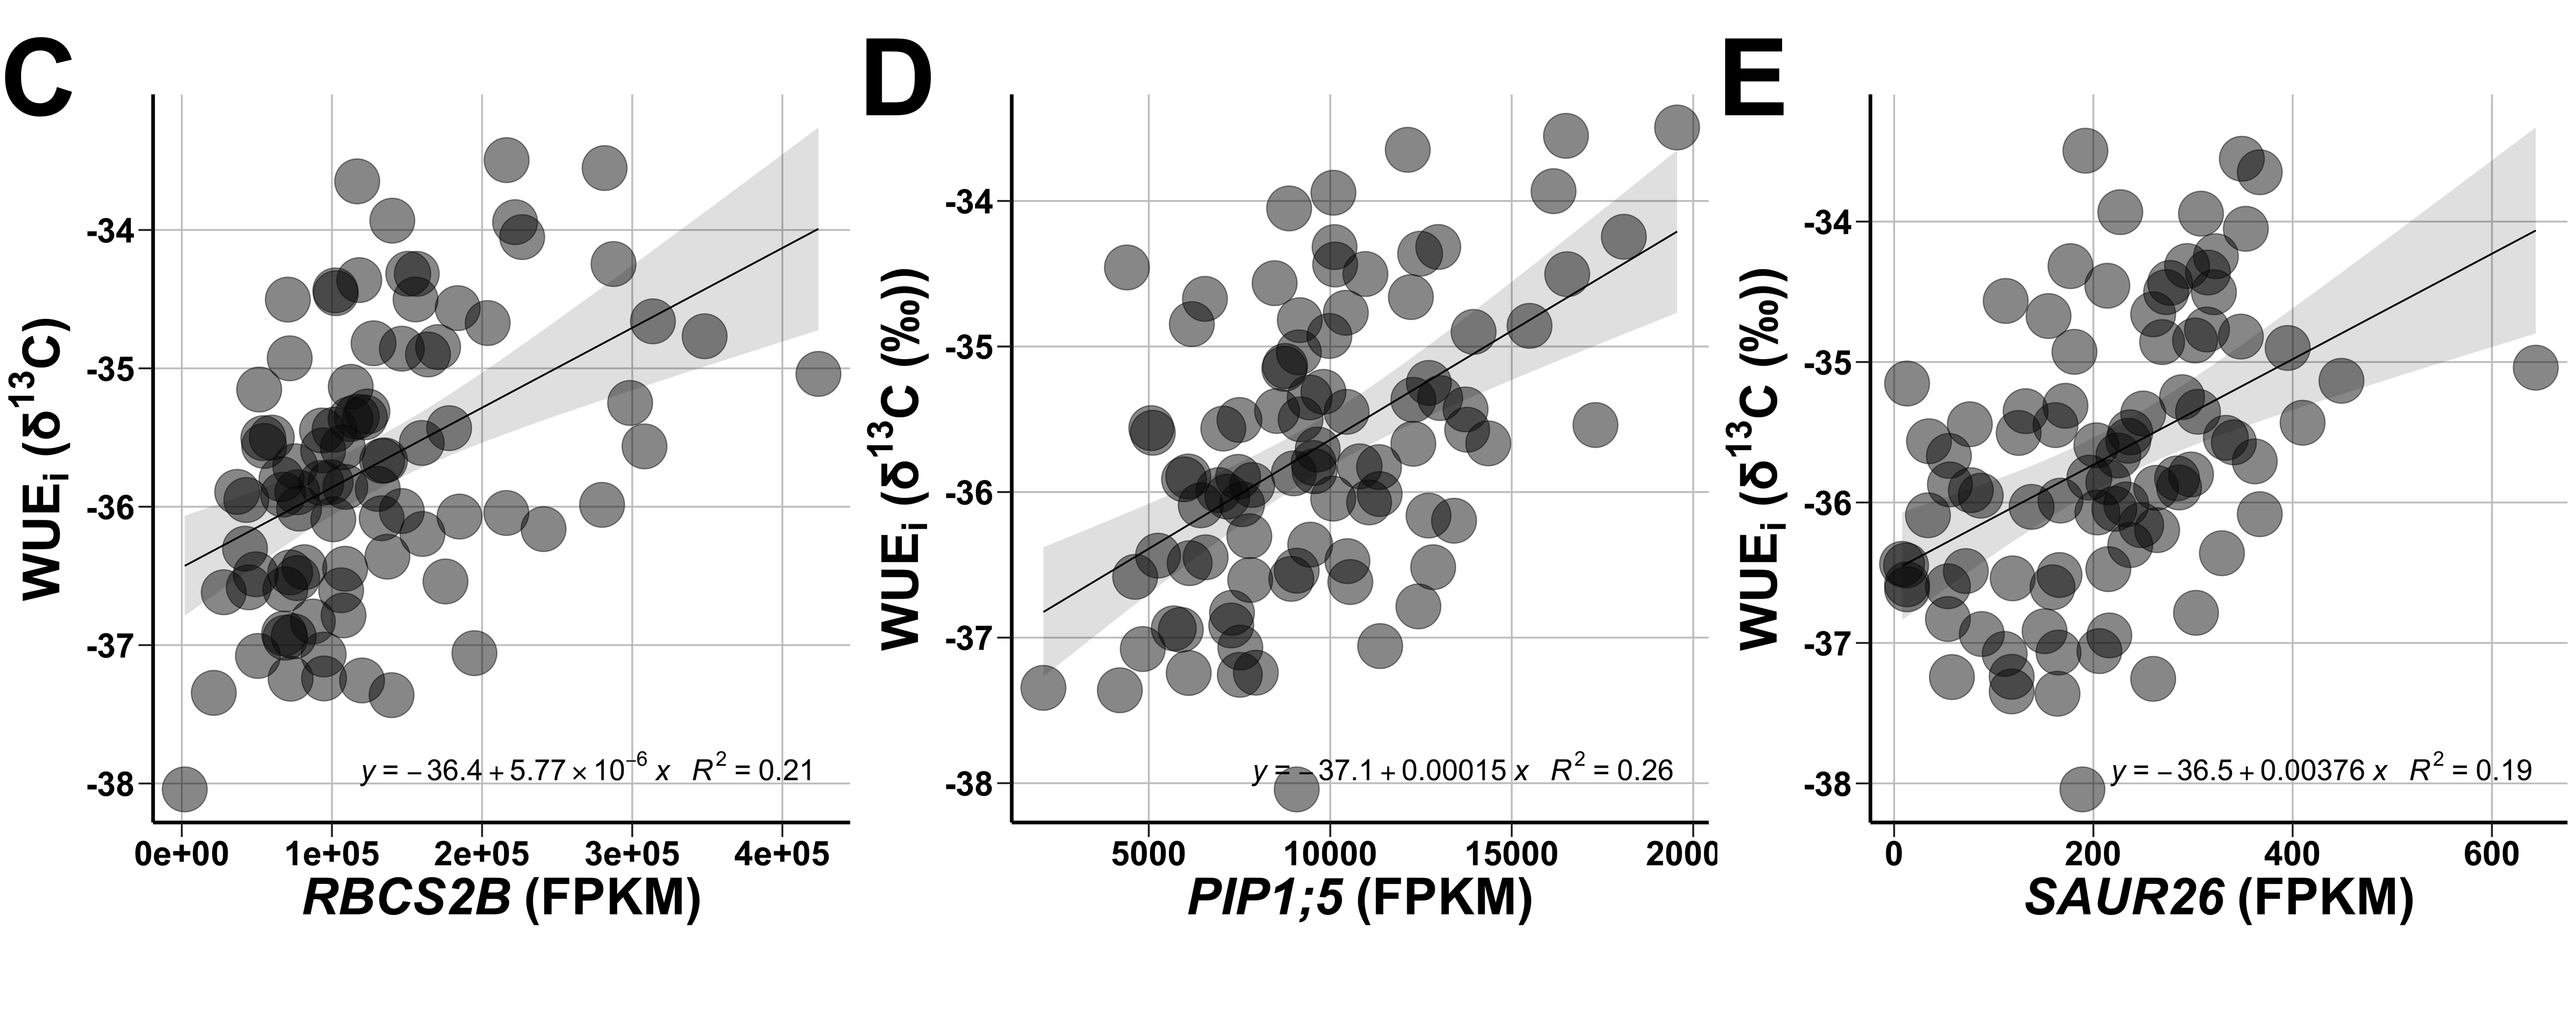 C
WUEi (δ13C)
-34
-35
-36
-37
-38
y = − 36.4 + 5.77 × 10−6 x R2 = 0.21
0e+00 1e+05 2e+05 3e+05 4e+05
RBCS2B (FPKM)
D
WUEi (δ13C (‰))
-34
-35
-36
-37
-38
y = − 37.1 + 0.00015 x R2 = 0.26
5000 10000 15000 2000
PIP1;5 (FPKM)
E
WUEi (δ13C (‰))
-34
-35
-36
-37
-38
y = − 36.5 + 0.00376 x R2 = 0.19
0 200 400 600
SAUR26 (FPKM)